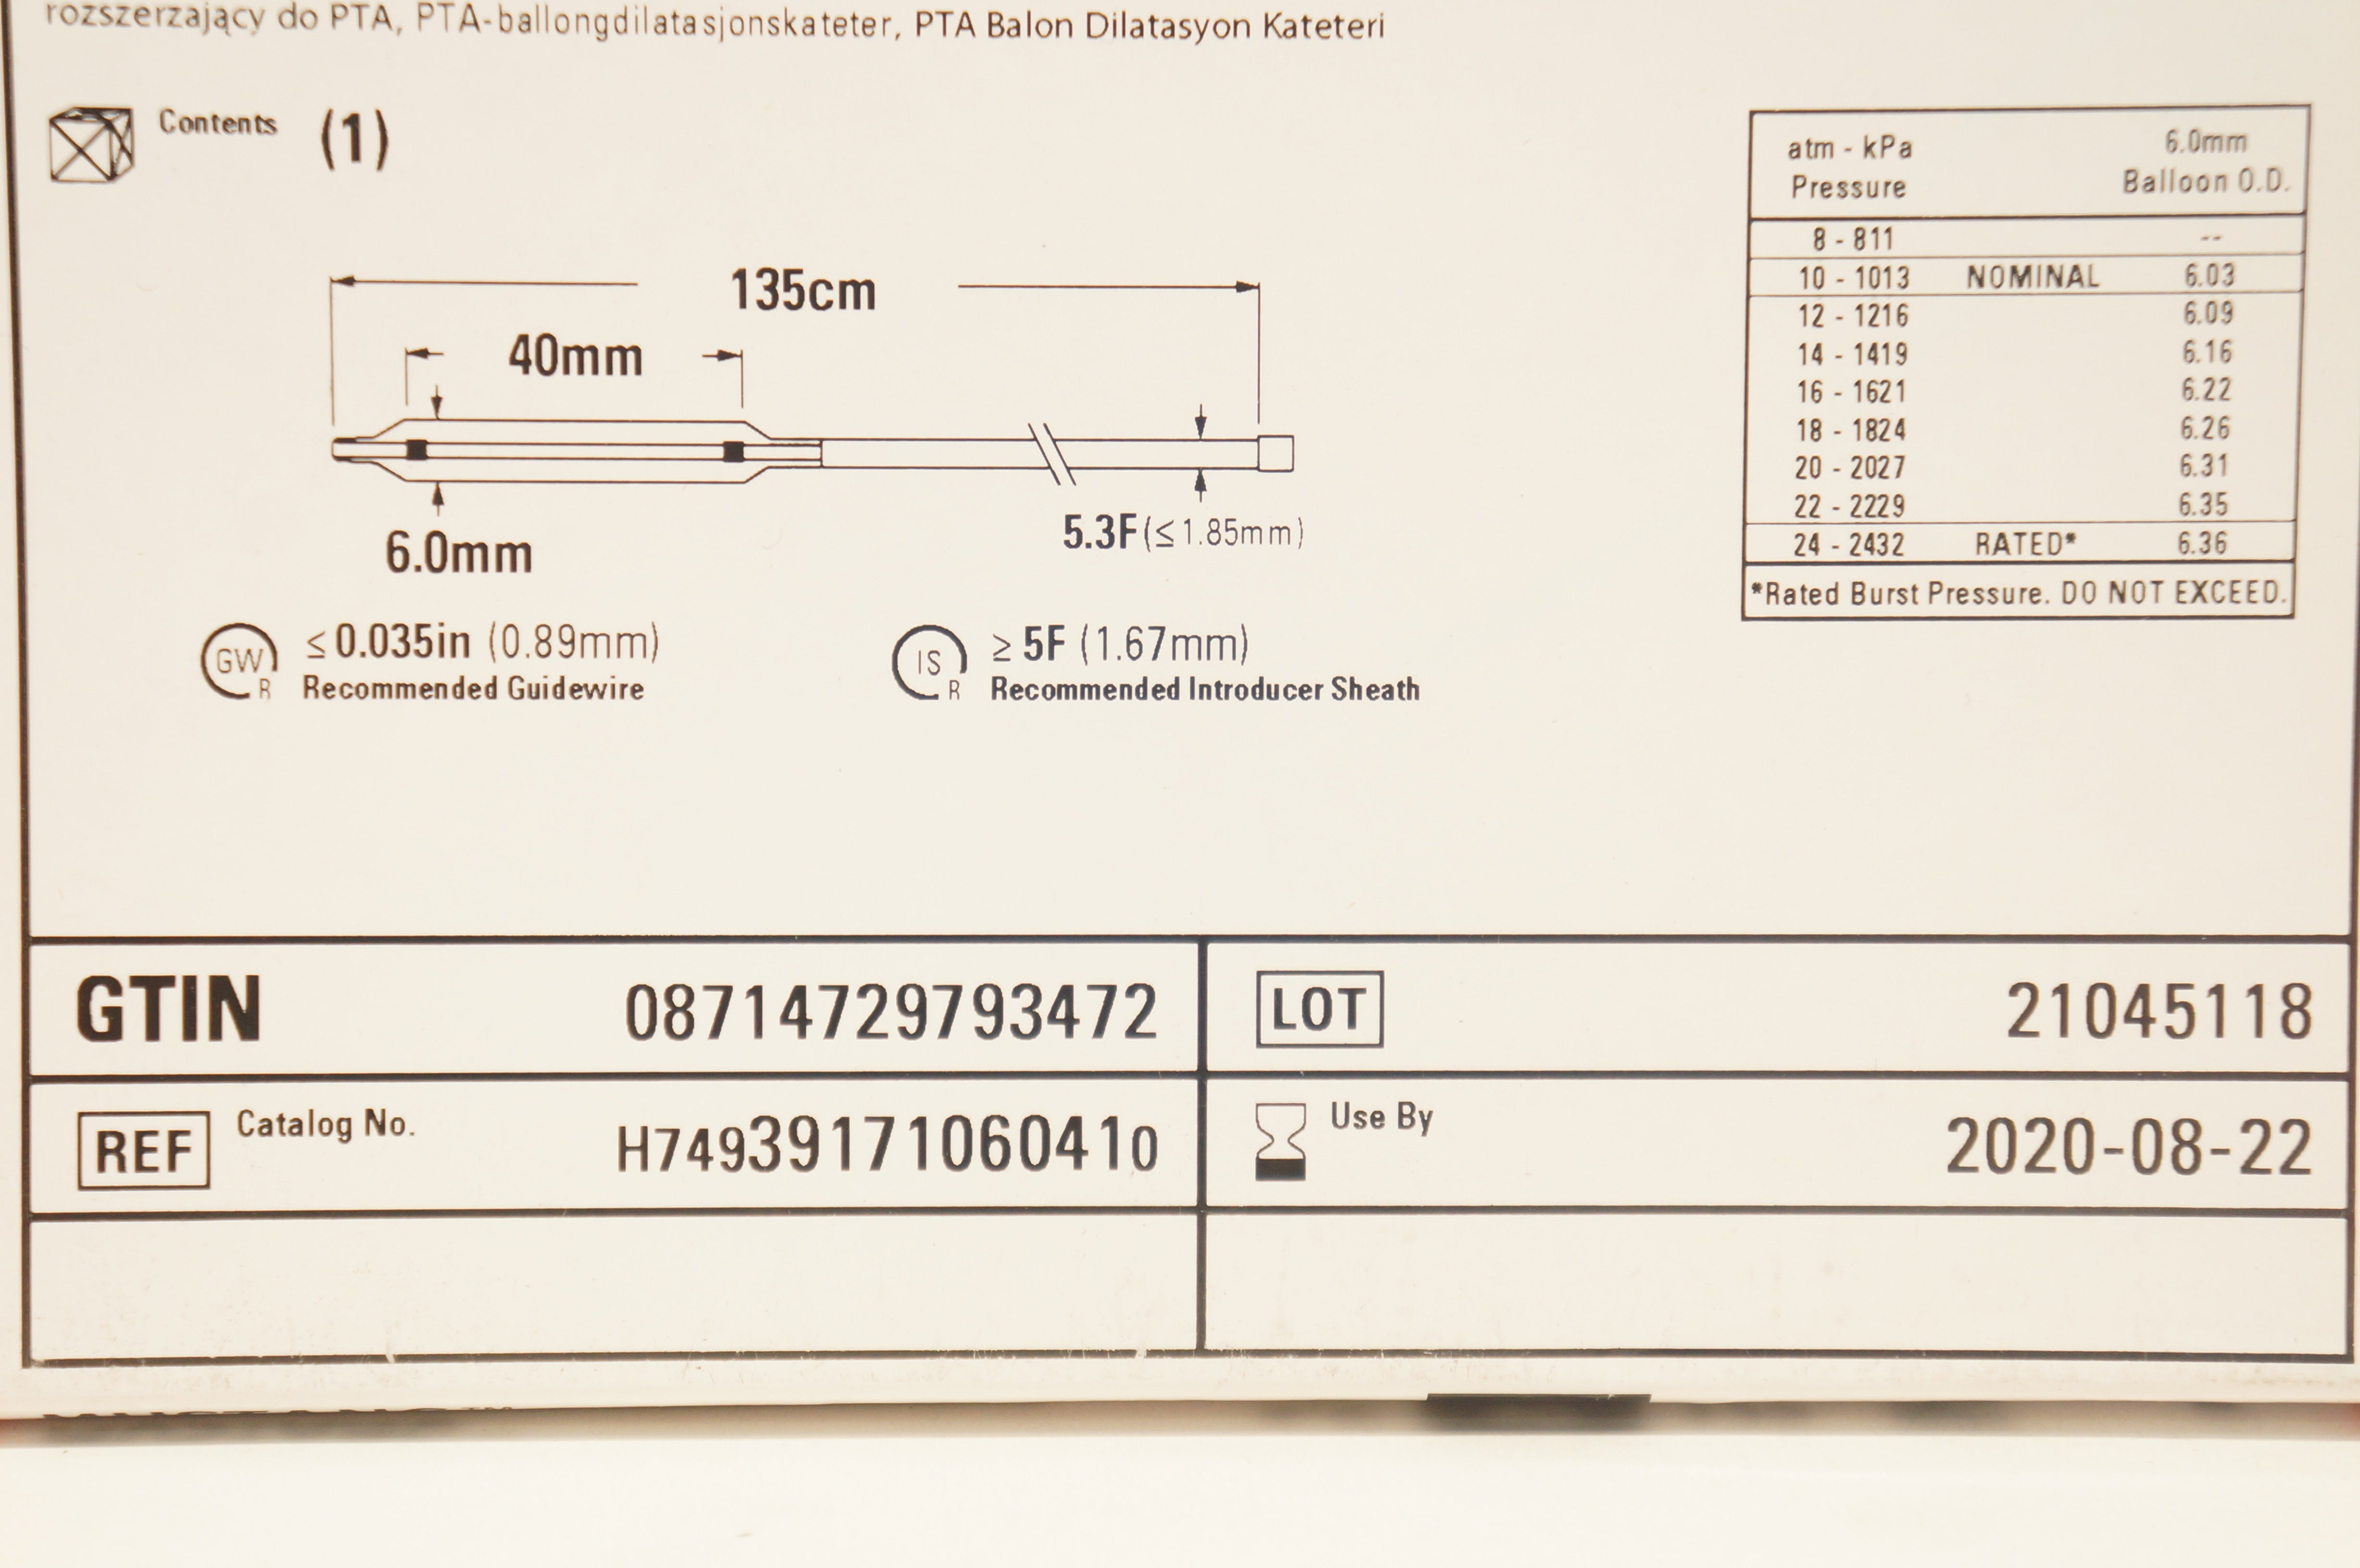 rozszerzający do PTA, PTA-ballongdilatasjonskateter, PTA Balon Dilatasyon Kateteri
Contents (1)
135cm
40mm
6.0mm
5.3F(≤1.85mm)
GW R ≤0.035in (0.89mm)
Recommended Guidewire
IS R ≥ 5F (1.67mm)
Recommended Introducer Sheath
atm - kPa 6.0mm
Pressure Balloon O.D.
8 - 811 --
10 - 1013 NOMINAL 6.03
12 - 1216 6.09
14 - 1419 6.16
16 - 1621 6.22
18 - 1824 6.26
20 - 2027 6.31
22 - 2229 6.35
24 - 2432 RATED* 6.36
*Rated Burst Pressure. DO NOT EXCEED.
GTIN 08714729793472
LOT 21045118
REF Catalog No. H74939171060410
Use By 2020-08-22